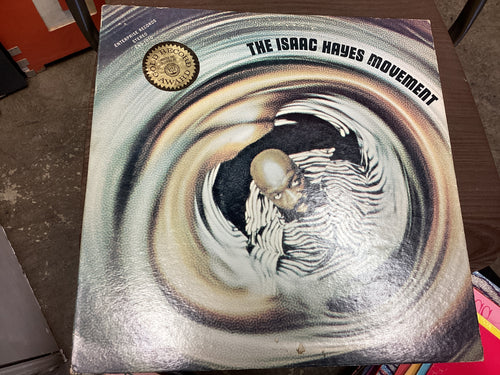 ENTERPRISE RECORDS
STEREO
THE ISAAC HAYES MOVEMENT